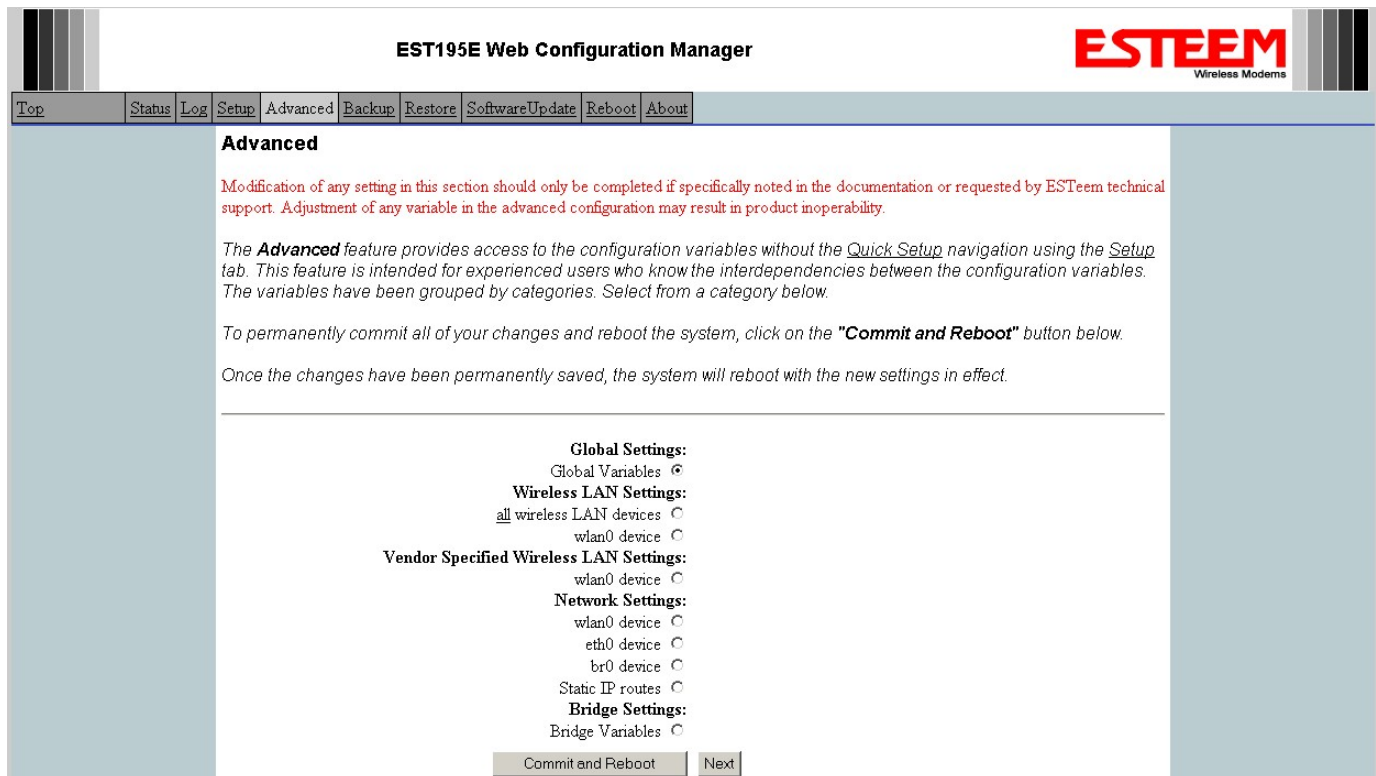 EST195E Web Configuration Manager
ESTEEM
Wireless Modems
Top Status Log Setup Advanced Backup Restore SoftwareUpdate Reboot About
Advanced
Modification of any setting in this section should only be completed if specifically noted in the documentation or requested by ESTeem technical
support. Adjustment of any variable in the advanced configuration may result in product inoperability.
The Advanced feature provides access to the configuration variables without the Quick Setup navigation using the Setup
tab. This feature is intended for experienced users who know the interdependencies between the configuration variables.
The variables have been grouped by categories. Select from a category below.
To permanently commit all of your changes and reboot the system, click on the "Commit and Reboot" button below.
Once the changes have been permanently saved, the system will reboot with the new settings in effect.
Global Settings:
Global Variables
Wireless LAN Settings:
all wireless LAN devices
wlan0 device
Vendor Specified Wireless LAN Settings:
wlan0 device
Network Settings:
wlan0 device
eth0 device
br0 device
Static IP routes
Bridge Settings:
Bridge Variables
Commit and Reboot Next